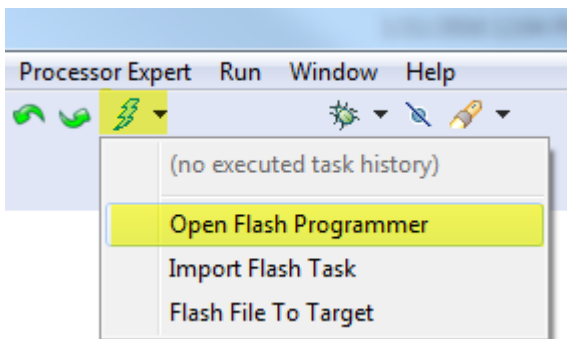 Processor Expert Run Window Help
(no executed task history)
Open Flash Programmer
Import Flash Task
Flash File To Target